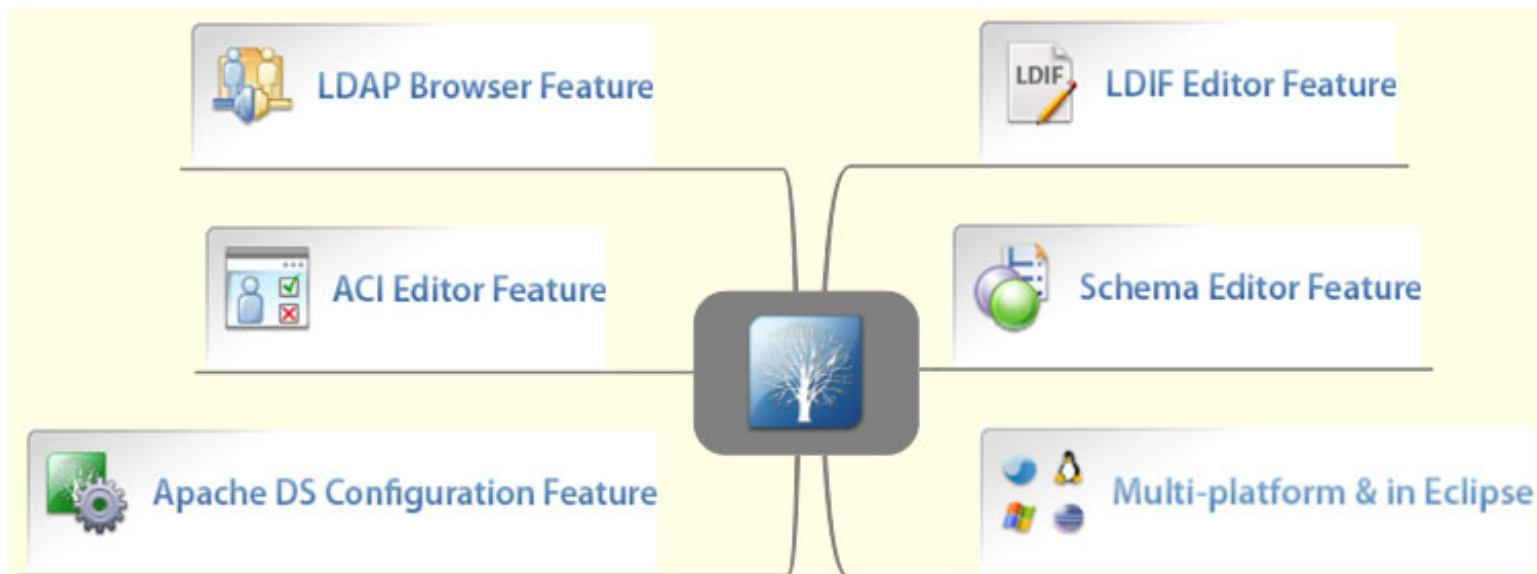 LDAP Browser Feature
LDIF
LDIF Editor Feature
ACI Editor Feature
Schema Editor Feature
Apache DS Configuration Feature
Multi-platform & in Eclipse